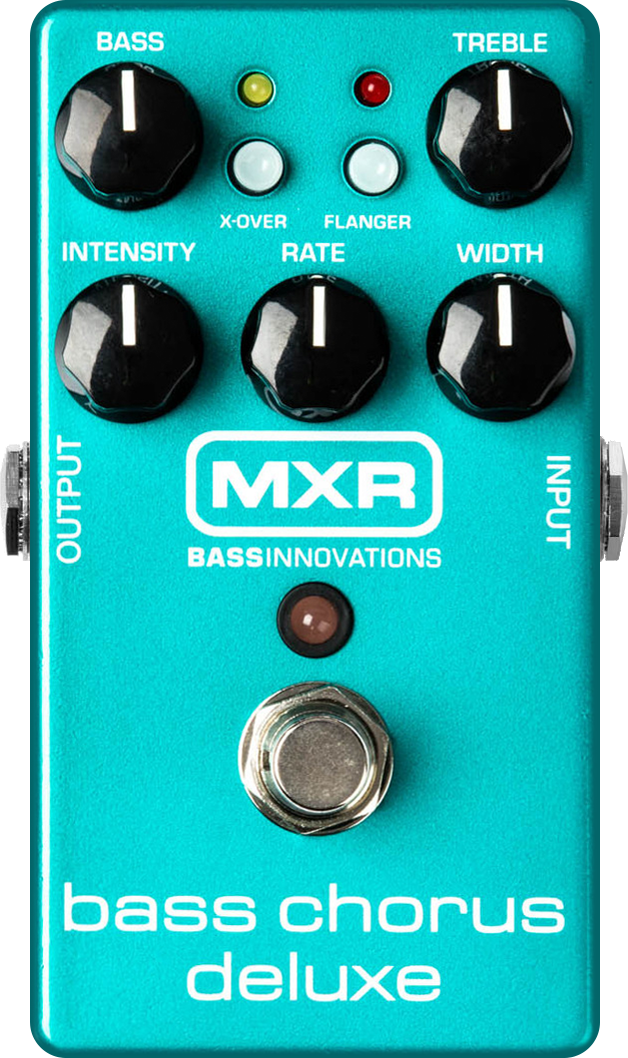 BASS TREBLE
X-OVER FLANGER
INTENSITY RATE WIDTH
OUTPUT
INPUT
MXR
BASSINNOVATIONS
bass chorus
deluxe